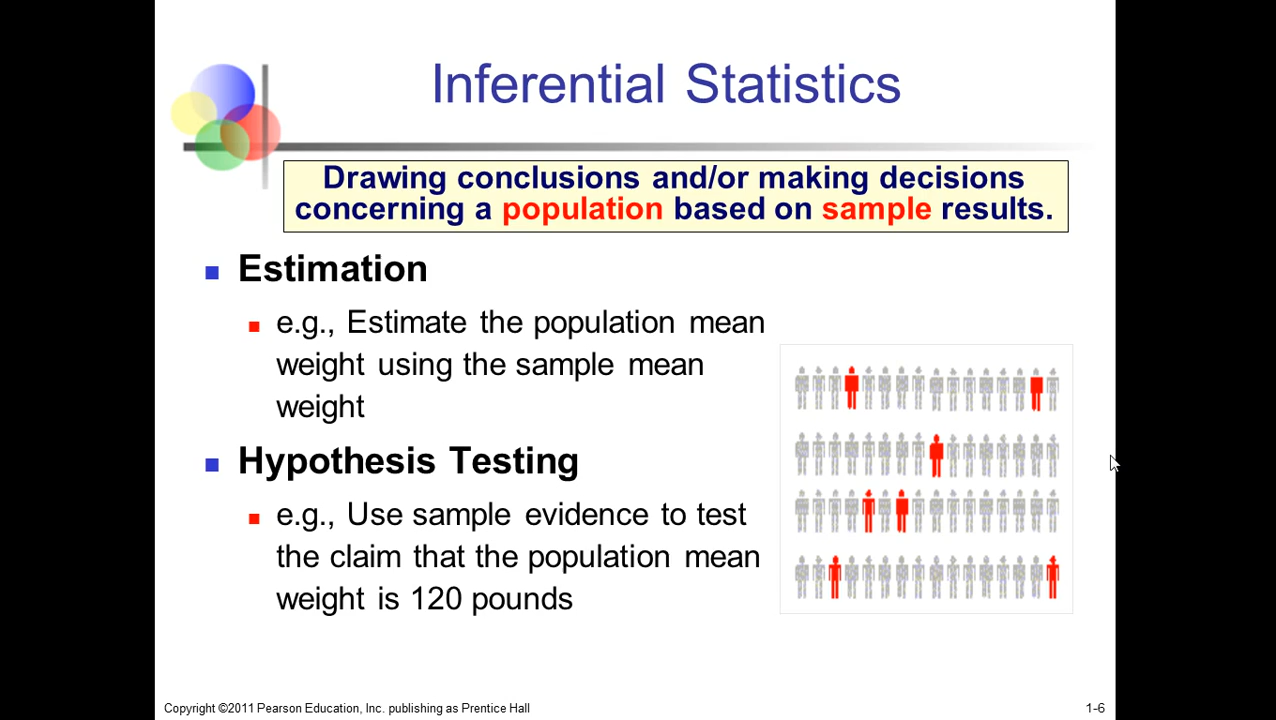 Inferential Statistics
Drawing conclusions and/or making decisions
concerning a population based on sample results.
Estimation
e.g., Estimate the population mean
weight using the sample mean
weight
Hypothesis Testing
e.g., Use sample evidence to test
the claim that the population mean
weight is 120 pounds
Copyright ©2011 Pearson Education, Inc. publishing as Prentice Hall
1-6